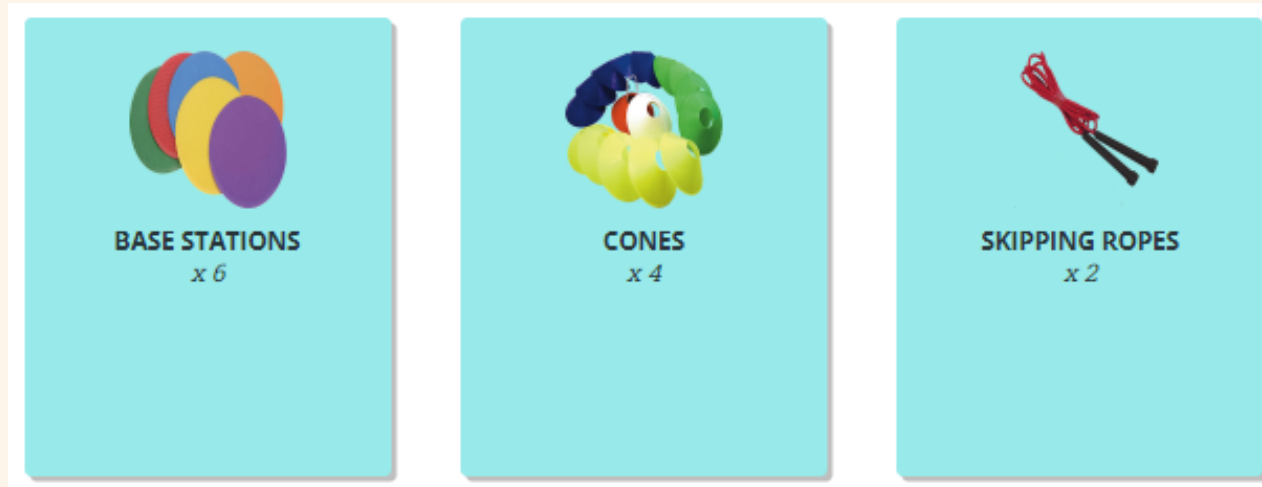 BASE STATIONS
x 6
CONES
x 4
SKIPPING ROPES
x 2